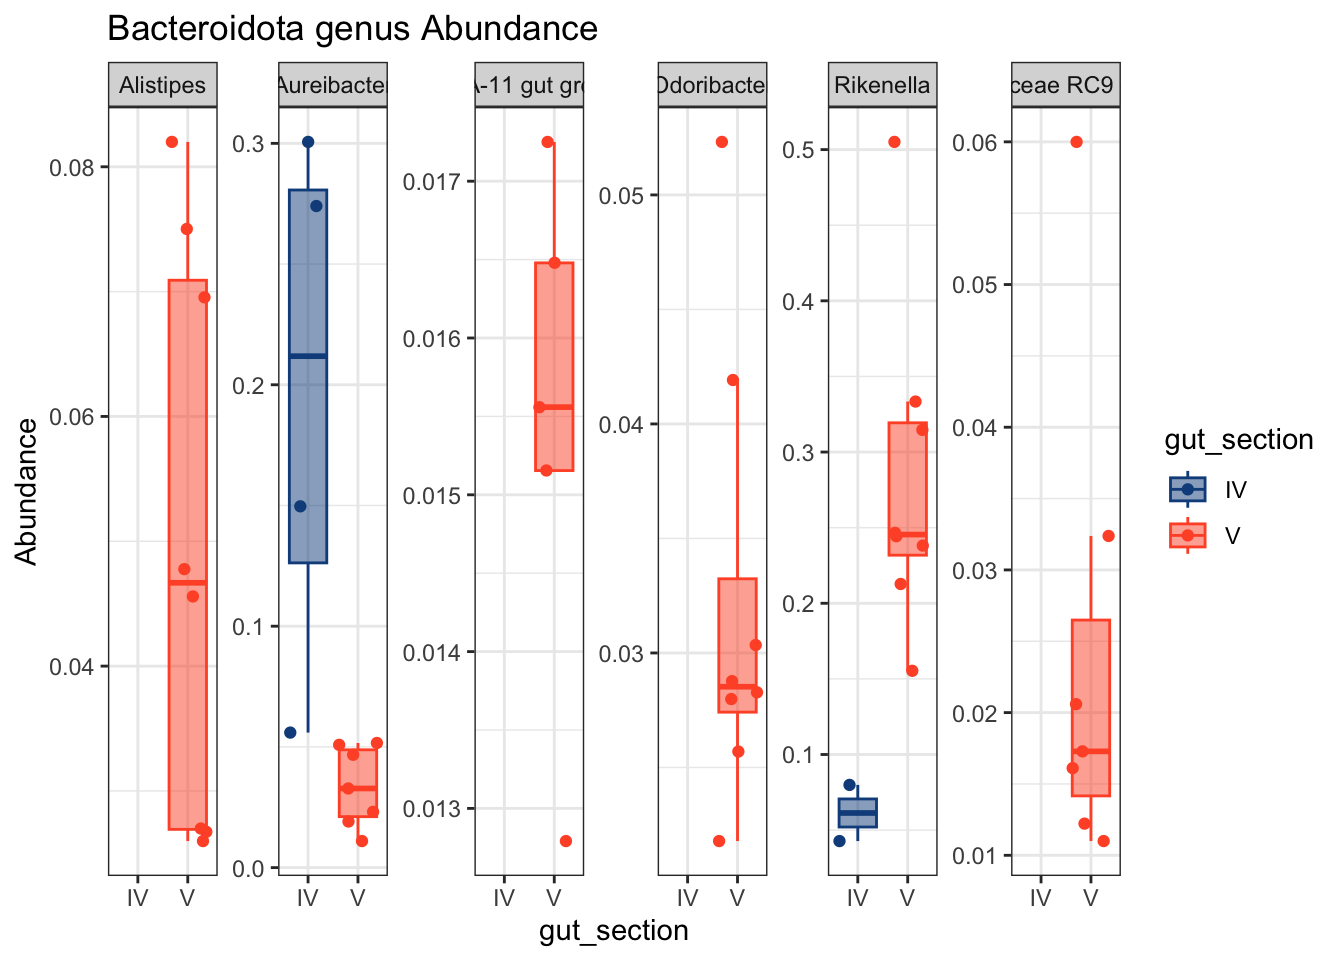 Bacteroidota genus Abundance
Alistipes
Aureibacte
-11 gut gr
Odoribacte
Rikenella
ceae RC9
0.08
0.06
0.04
0.3
0.2
0.1
0.0
0.017
0.016
0.015
0.014
0.013
0.05
0.04
0.03
0.5
0.4
0.3
0.2
0.1
0.06
0.05
0.04
0.03
0.02
0.01
IV V
IV V
IV V
IV V
IV V
IV V
gut_section
Abundance
gut_section
IV
V